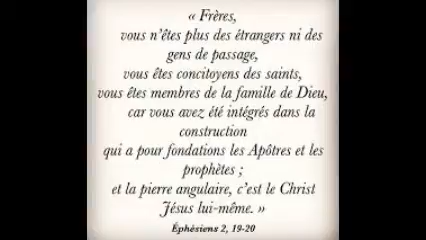 « Frères,
vous n’êtes plus des étrangers ni des
gens de passage,
vous êtes concitoyens des saints,
vous êtes membres de la famille de Dieu,
car vous avez été intégrés dans la
construction
qui a pour fondations les Apôtres et les
prophètes ;
et la pierre angulaire, c’est le Christ
Jésus lui-même. »
Éphésiens 2, 19-20